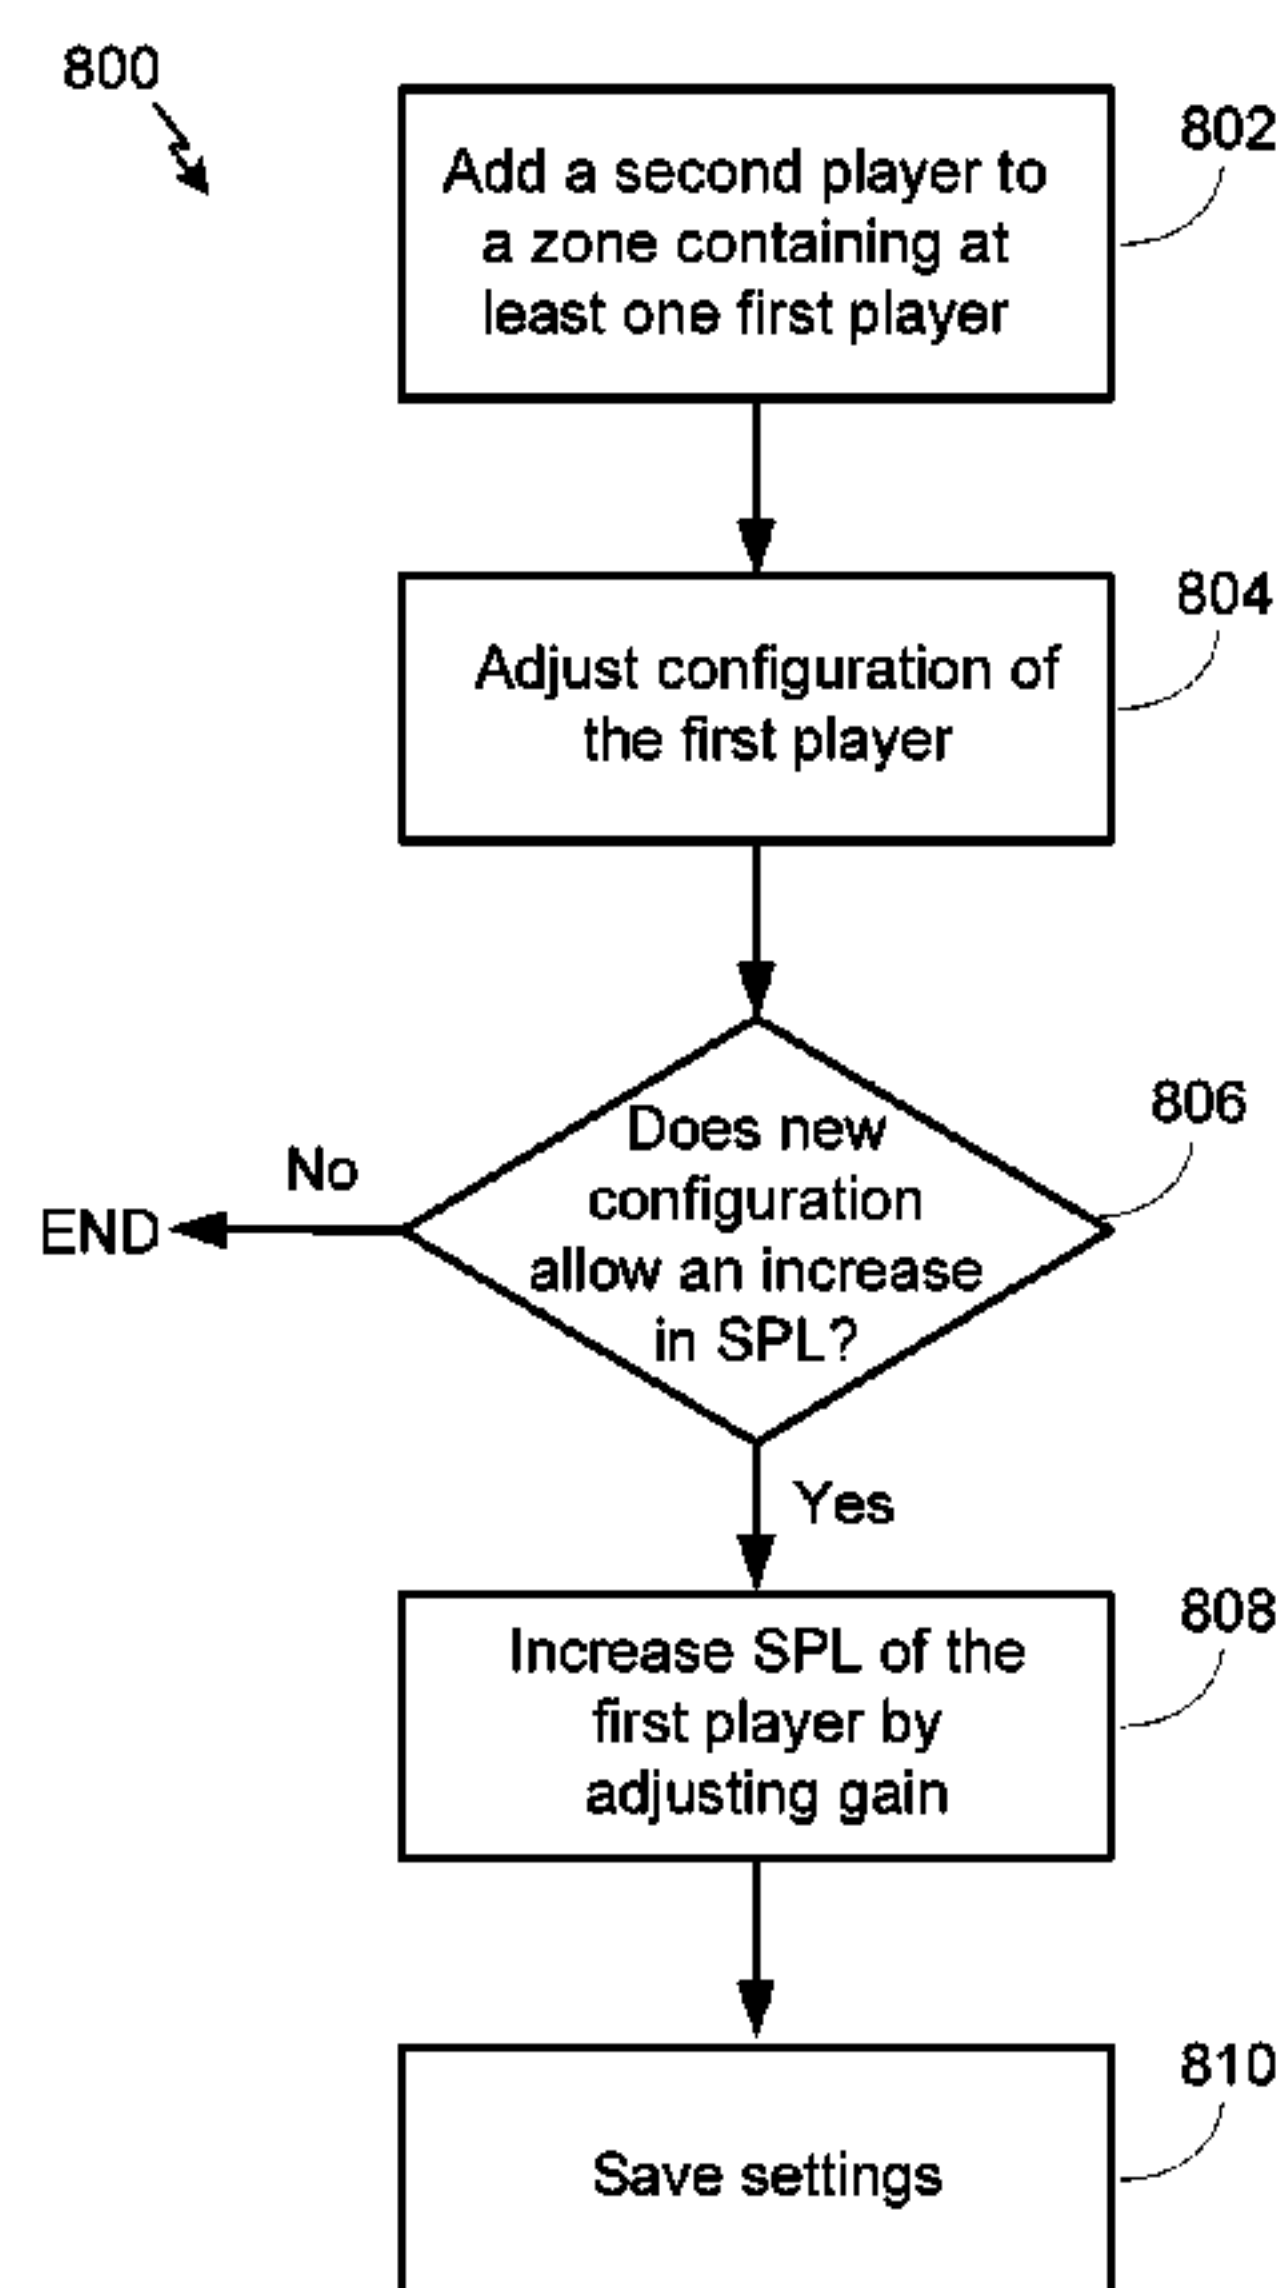 800
802
Add a second player to
a zone containing at
least one first player
804
Adjust configuration of
the first player
806
Does new
configuration
allow an increase
in SPL?
No
END
Yes
808
Increase SPL of the
first player by
adjusting gain
810
Save settings